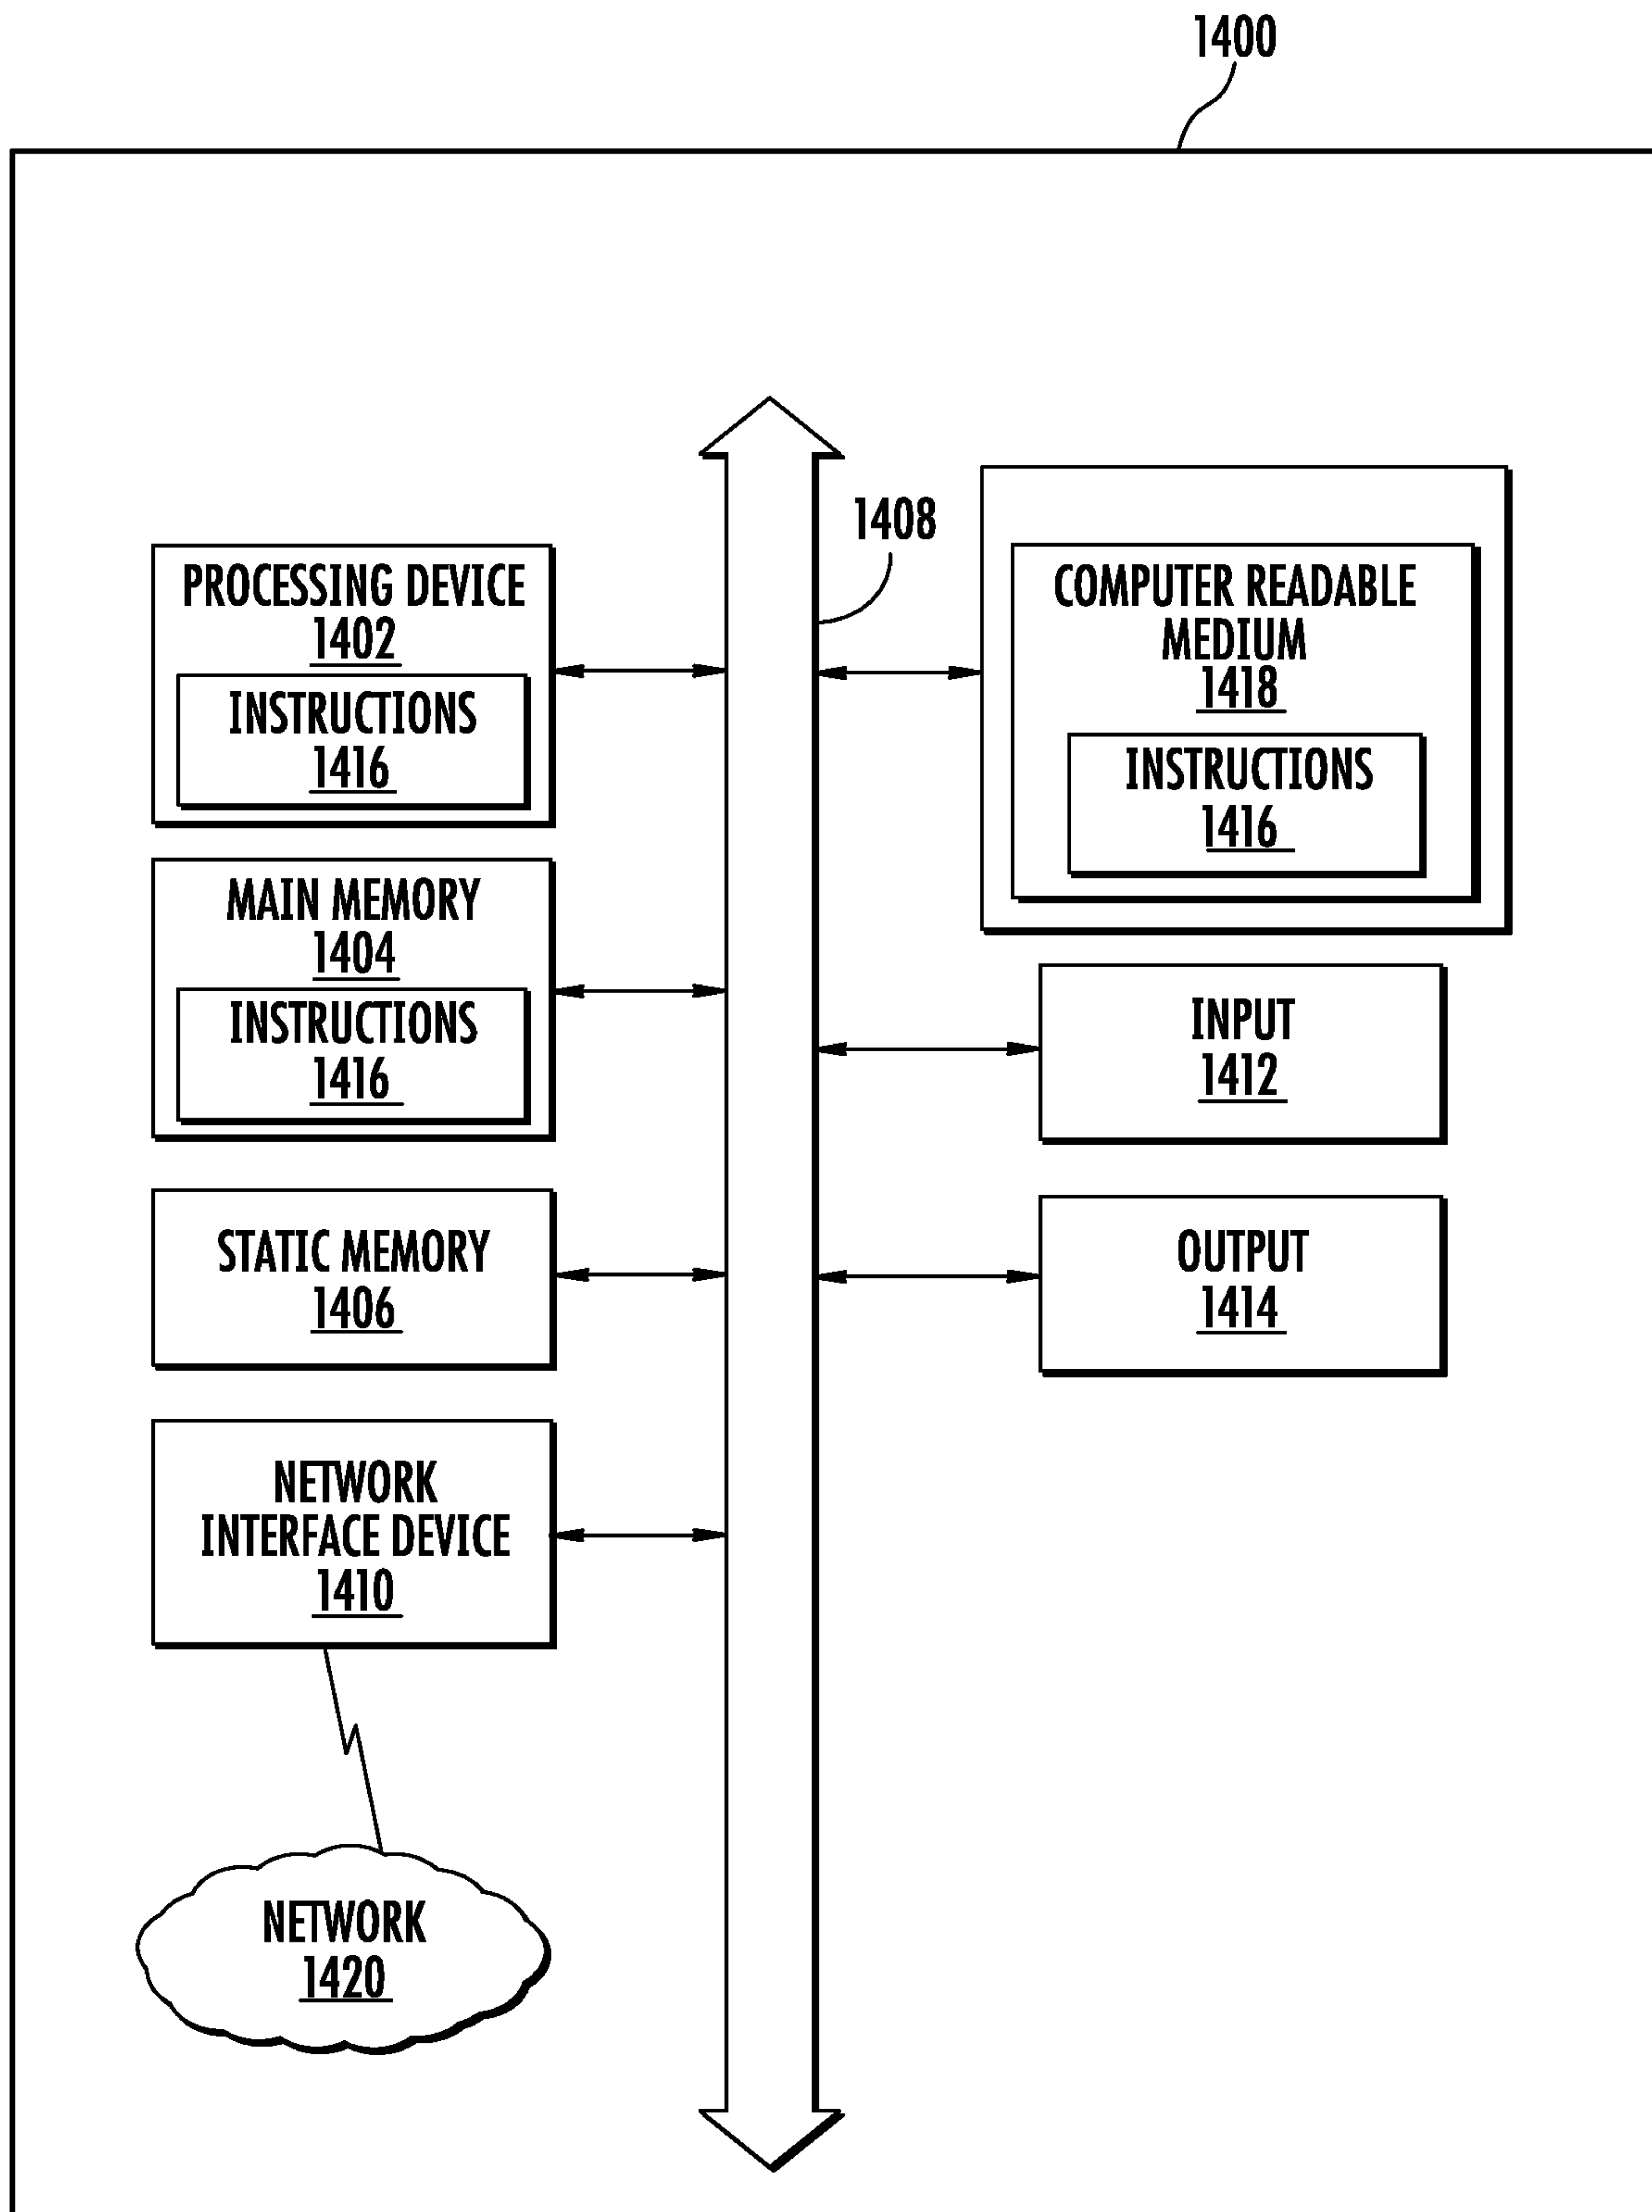 1400
1408
PROCESSING DEVICE
1402
INSTRUCTIONS
1416
MAIN MEMORY
1404
INSTRUCTIONS
1416
STATIC MEMORY
1406
NETWORK
INTERFACE DEVICE
1410
NETWORK
1420
COMPUTER READABLE
MEDIUM
1418
INSTRUCTIONS
1416
INPUT
1412
OUTPUT
1414